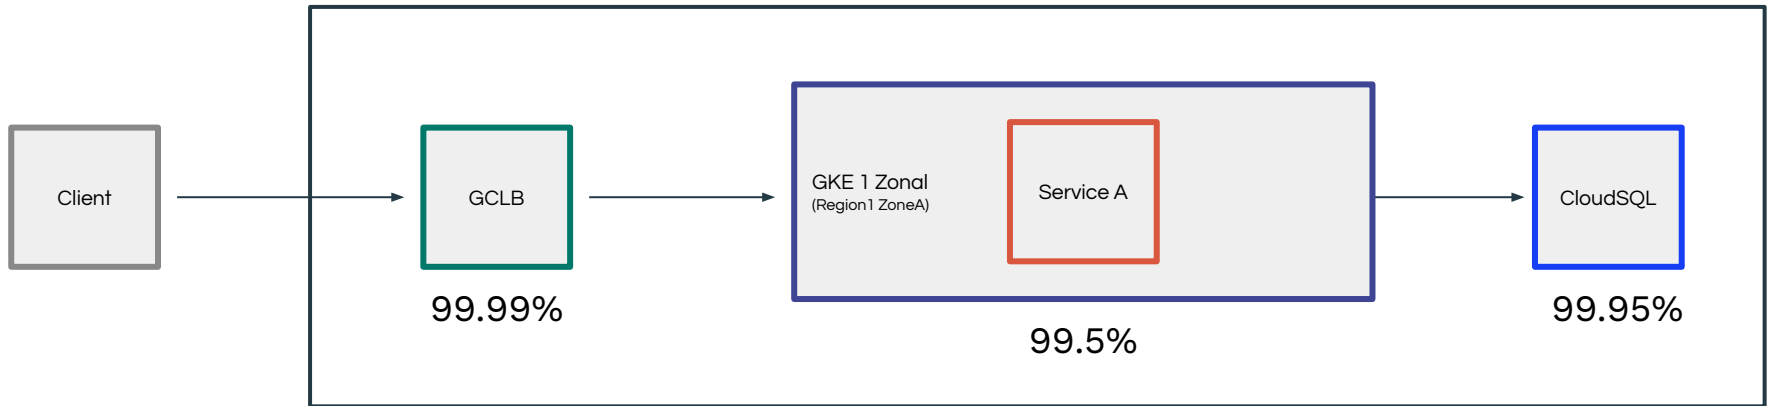 Client
GCLB
99.99%
GKE 1 Zonal
(Region1 ZoneA)
Service A
99.5%
CloudSQL
99.95%